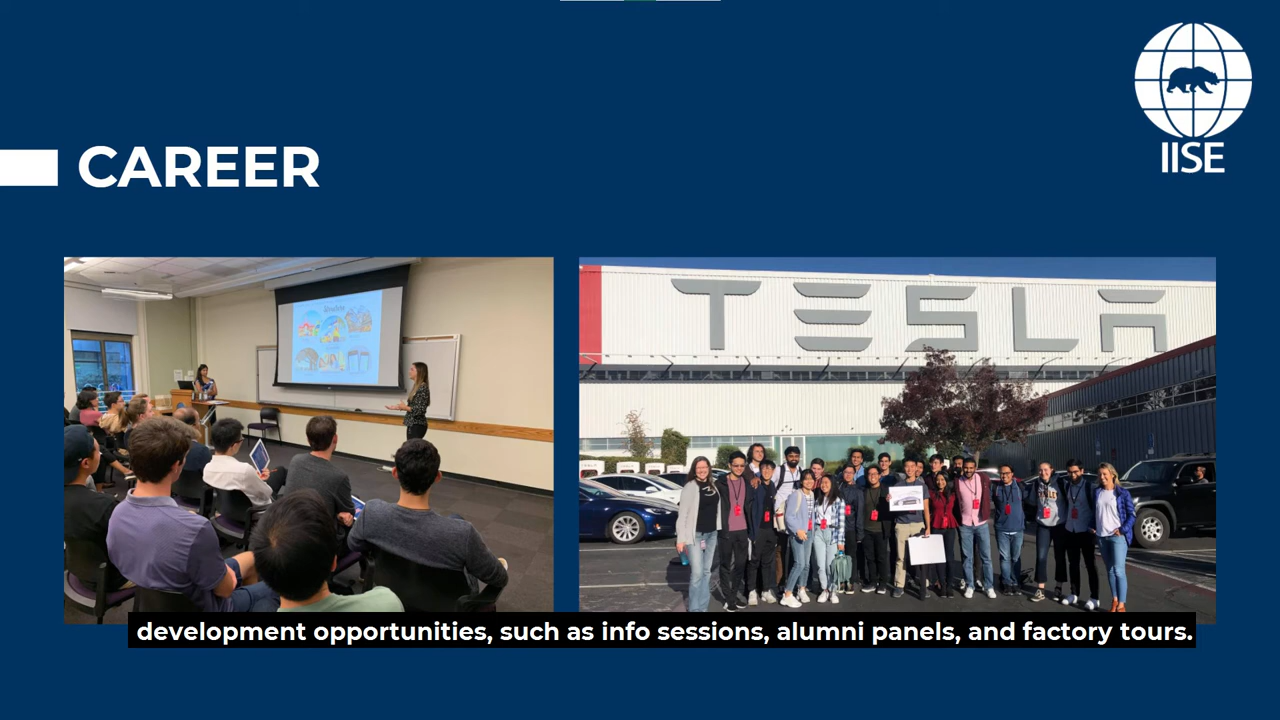 IISE
CAREER
TESLA
development opportunities, such as info sessions, alumni panels, and factory tours.